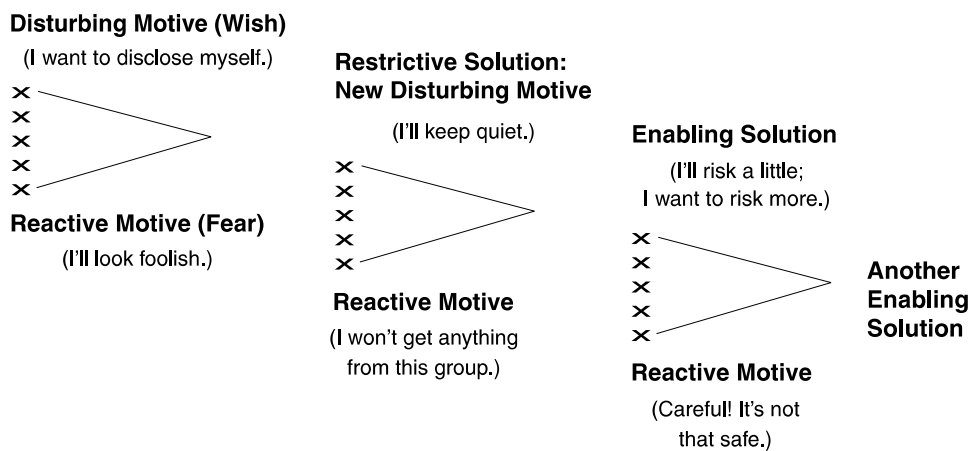 Disturbing Motive (Wish)
(I want to disclose myself.)
X
X
X
X
X
Reactive Motive (Fear)
(I'll look foolish.)
Restrictive Solution:
New Disturbing Motive
(I'll keep quiet.)
X
X
X
X
X
Reactive Motive
(I won't get anything
from this group.)
Enabling Solution
(I'll risk a little;
I want to risk more.)
X
X
X
X
X
Reactive Motive
(Careful! It's not
that safe.)
Another
Enabling
Solution